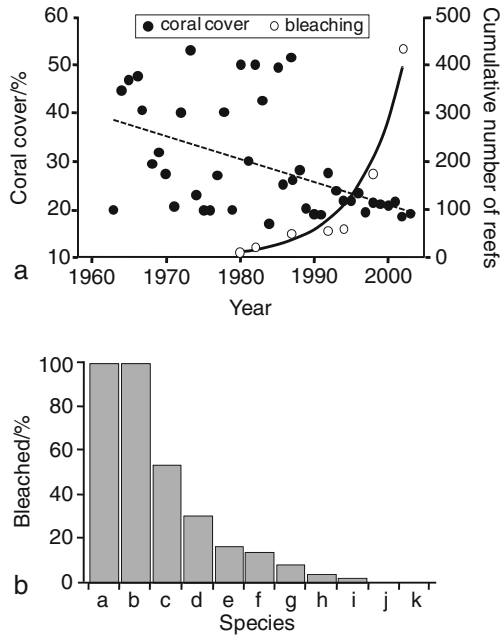 coral cover bleaching
60
50
40
30
20
10
Coral cover/%
500
400
300
200
100
0
Cumulative number of reefs
1960 1970 1980 1990 2000
Year
a
100
80
60
40
20
0
Bleached/%
a b c d e f g h i j k
Species
b